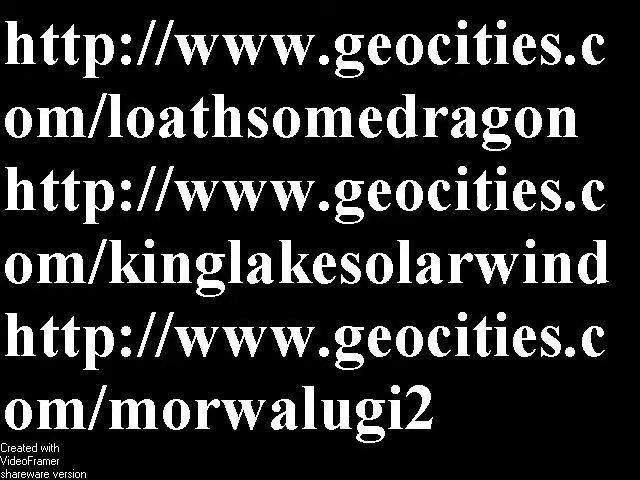 http://www.geocities.c
om/loathsomedragon
http://www.geocities.c
om/kinglakesolarwind
http://www.geocities.c
om/morwalugi2
Created with
VideoFramer
shareware version